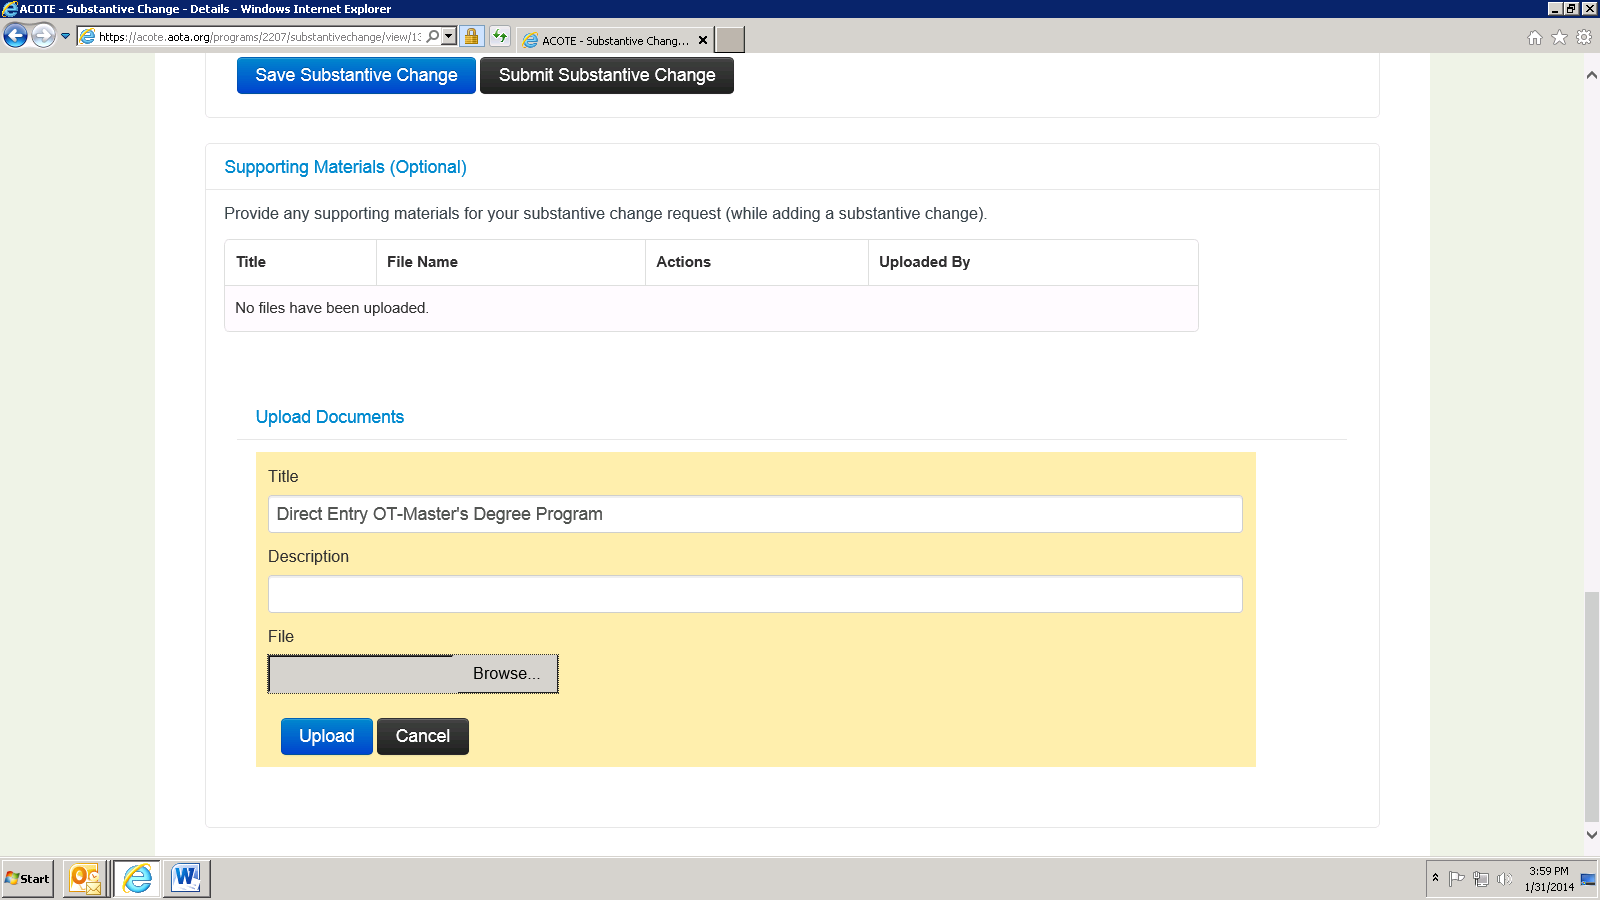 ACOTE - Substantive Change - Details - Windows Internet Explorer
https://acote.aota.org/programs/2207/substantivechange/view/13
ACOTE - Substantive Chang...
Save Substantive Change
Submit Substantive Change
Supporting Materials (Optional)
Provide any supporting materials for your substantive change request (while adding a substantive change).
Title File Name Actions Uploaded By
No files have been uploaded.
Upload Documents
Title
Direct Entry OT-Master's Degree Program
Description
File
Browse...
Upload Cancel
Start
3:59 PM
1/31/2014